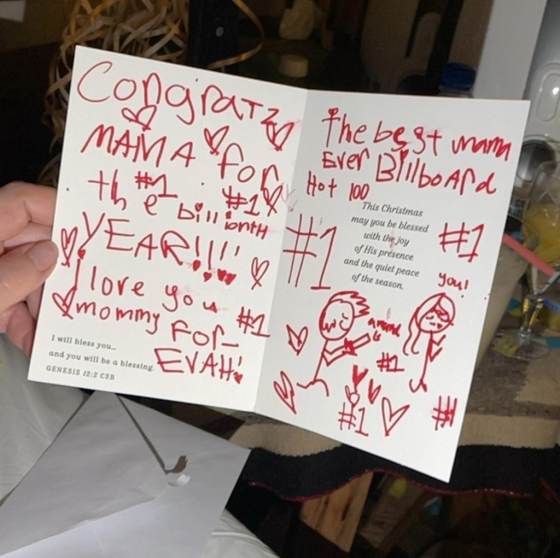 Congratz
MAMA for
the #1 #1
billionth
YEAR!!!!
I love you
mommy FOR-
#1
EVAH!
I will bless you...
and you will be a blessing.
GENESIS 12:2 CSB
The best mama
Ever Billboard
Hot 100
This Christmas
may you be blessed
with the joy
of His presence
and the quiet peace
of the season.
#1
#1
you!
#1
#1